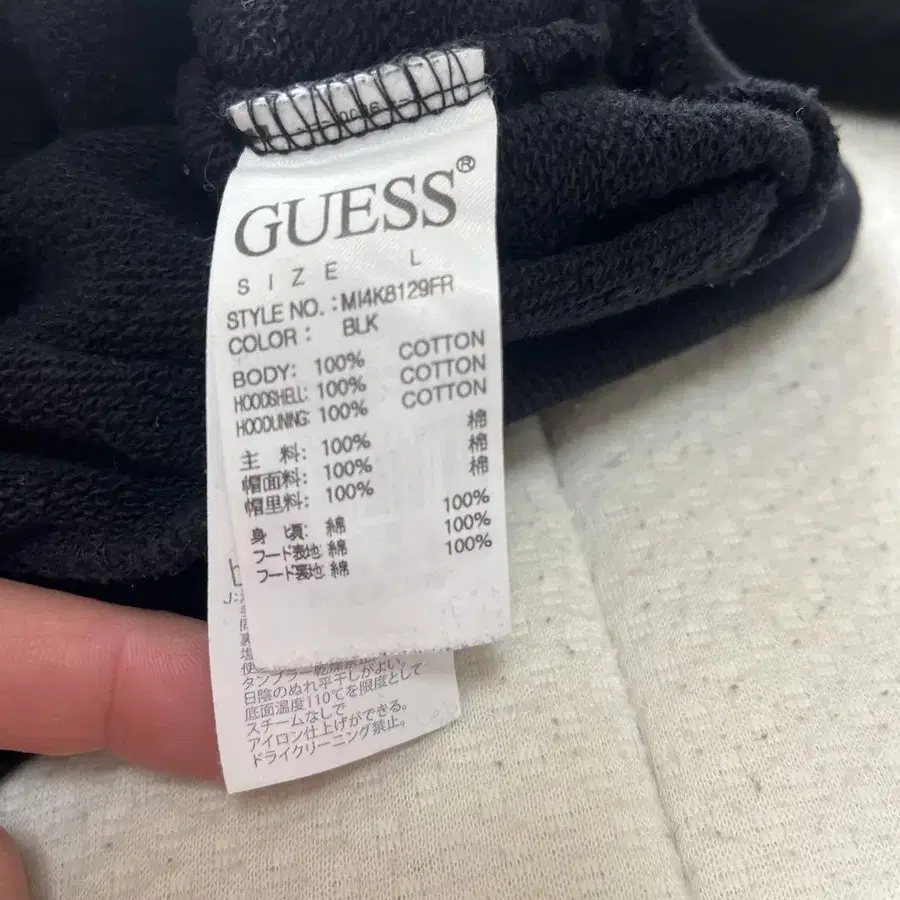 GUESS®
SIZE L
STYLE NO.: MI4K8129FR
COLOR: BLK
BODY: 100% COTTON
HOODSHELL: 100% COTTON
HOODLINING: 100% COTTON
主 料: 100% 棉
帽面料: 100% 棉
帽里料: 100% 棉
身 頃: 綿 100%
フード表地: 綿 100%
フード裏地: 綿 100%
タンブラー乾燥禁止
日陰のぬれ平干しがよい。
底面温度110℃を限度として
スチームなしで
アイロン仕上げができる。
ドライクリーニング禁止。